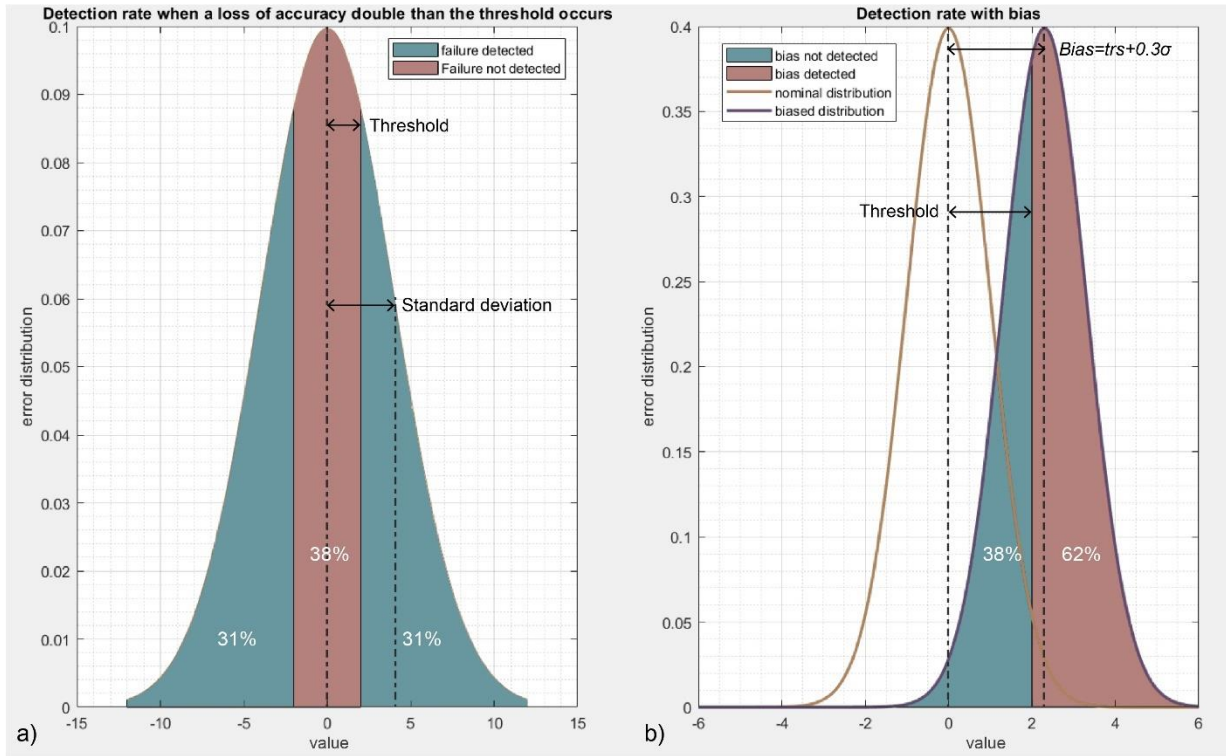 Detection rate when a loss of accuracy double than the threshold occurs
0.1
0.09
0.08
0.07
0.06
0.05
0.04
0.03
0.02
0.01
0
error distribution
failure detected
Failure not detected
Threshold
Standard deviation
38%
31%
31%
-15
-10
-5
0
5
10
15
value
a)
Detection rate with bias
0.4
0.35
0.3
0.25
0.2
0.15
0.1
0.05
0
error distribution
bias not detected
bias detected
nominal distribution
biased distribution
Bias=trs+0.3σ
Threshold
38%
62%
-6
-4
-2
0
2
4
6
value
b)